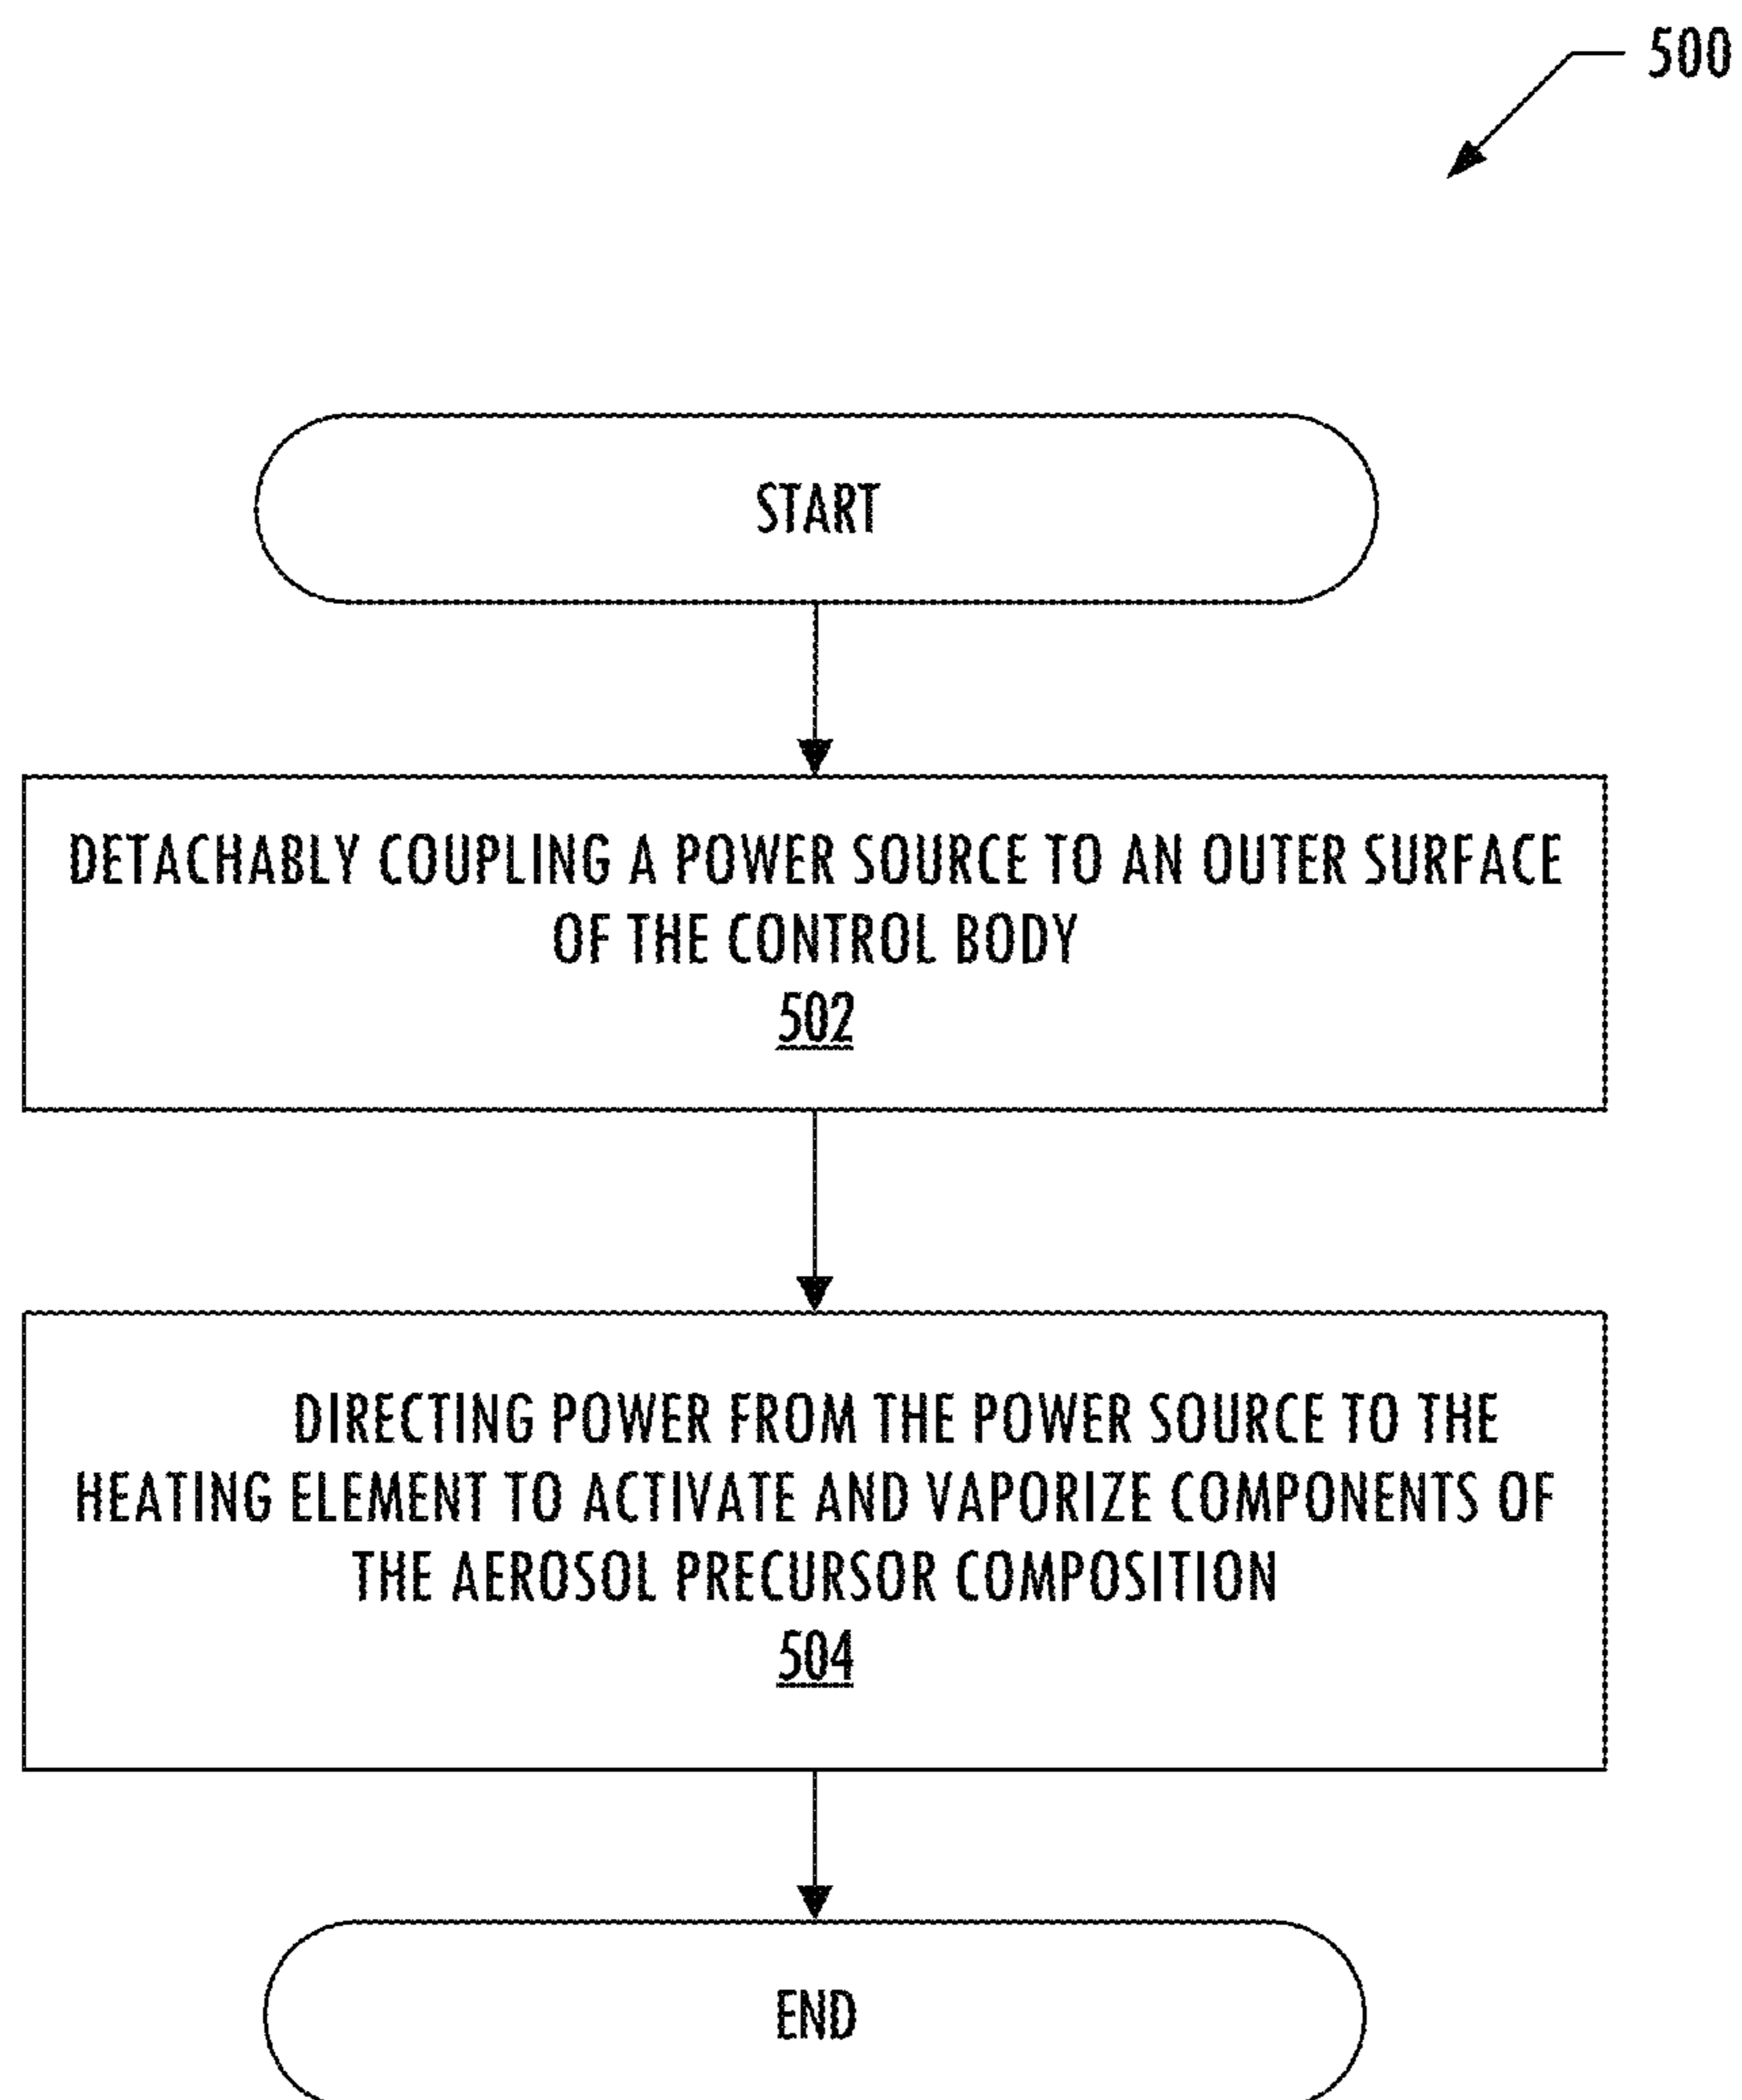 500
START
DETACHABLY COUPLING A POWER SOURCE TO AN OUTER SURFACE
OF THE CONTROL BODY
502
DIRECTING POWER FROM THE POWER SOURCE TO THE
HEATING ELEMENT TO ACTIVATE AND VAPORIZE COMPONENTS OF
THE AEROSOL PRECURSOR COMPOSITION
504
END